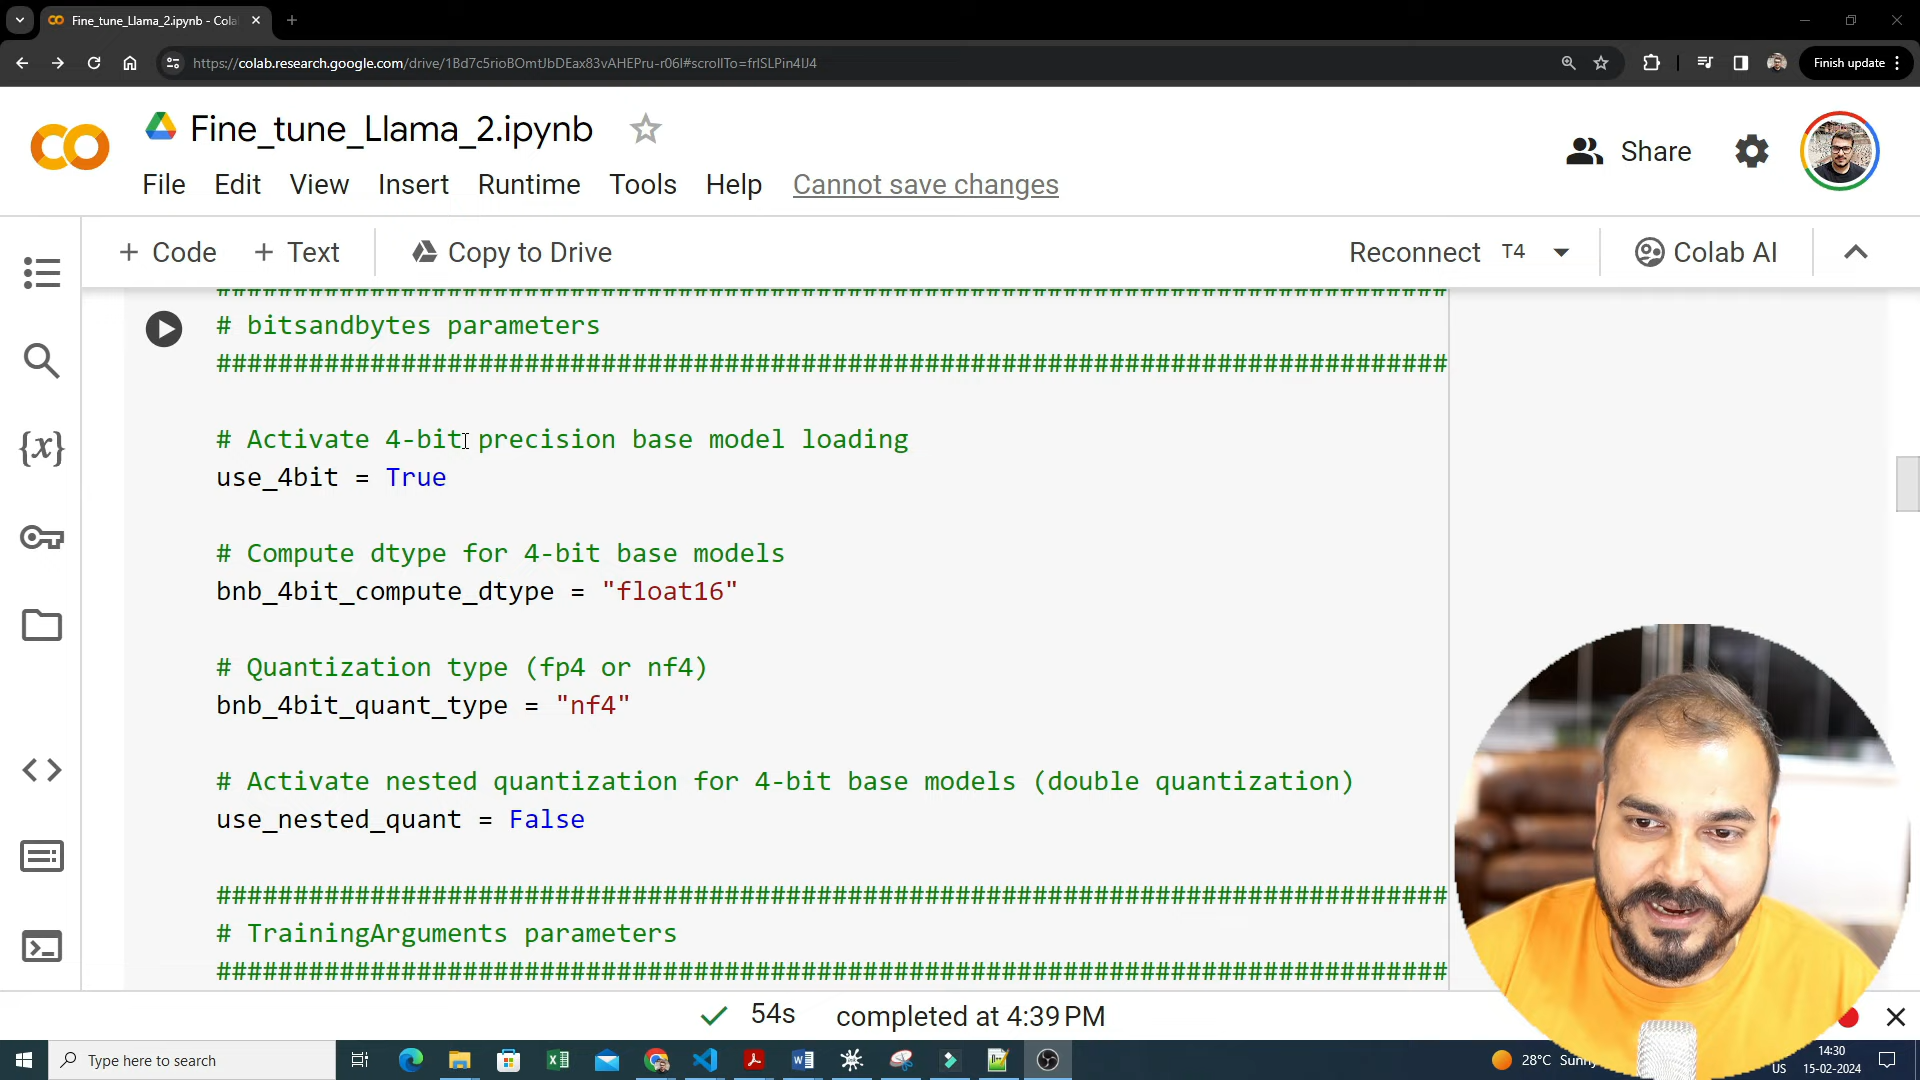 Fine_tune_Llama_2.ipynb - Cola
https://colab.research.google.com/drive/1Bd7c5rioBOmtJbDEax83vAHEPru-r06I#scrollTo=frISLPin4IJ4
Finish update
CO
Fine_tune_Llama_2.ipynb
Share
File Edit View Insert Runtime Tools Help Cannot save changes
+ Code + Text Copy to Drive Reconnect T4 Colab AI
################################################################################
# bitsandbytes parameters
################################################################################
# Activate 4-bit precision base model loading
use_4bit = True
# Compute dtype for 4-bit base models
bnb_4bit_compute_dtype = "float16"
# Quantization type (fp4 or nf4)
bnb_4bit_quant_type = "nf4"
# Activate nested quantization for 4-bit base models (double quantization)
use_nested_quant = False
################################################################################
# TrainingArguments parameters
################################################################################
{x}
54s completed at 4:39 PM
Type here to search
28°C
US
14:30
15-02-2024